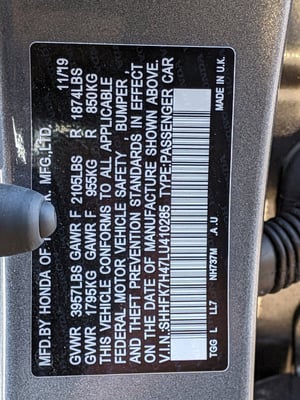 MFD.BY HONDA OF MFG.,LTD. 11/19
GVWR 3957LBS GAWR F 2105LBS R 1874LBS
GVWR 1795KG GAWR F 955KG R 850KG
THIS VEHICLE CONFORMS TO ALL APPLICABLE
FEDERAL MOTOR VEHICLE SAFETY , BUMPER ,
AND THEFT PREVENTION STANDARDS IN EFFECT
ON THE DATE OF MANUFACTURE SHOWN ABOVE.
V.I.N.:SHHFK7H47LU410285 TYPE:PASSENGER CAR
TGG L LL7 NH737M .A.U MADE IN U.K.